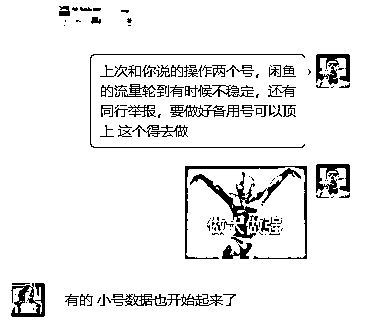 上次和你说的操作两个号，闲鱼
的流量轮到有时候不稳定，还有
同行举报，要做好备用号可以顶
上 这个得去做
做大做强
有的 小号数据也开始起来了